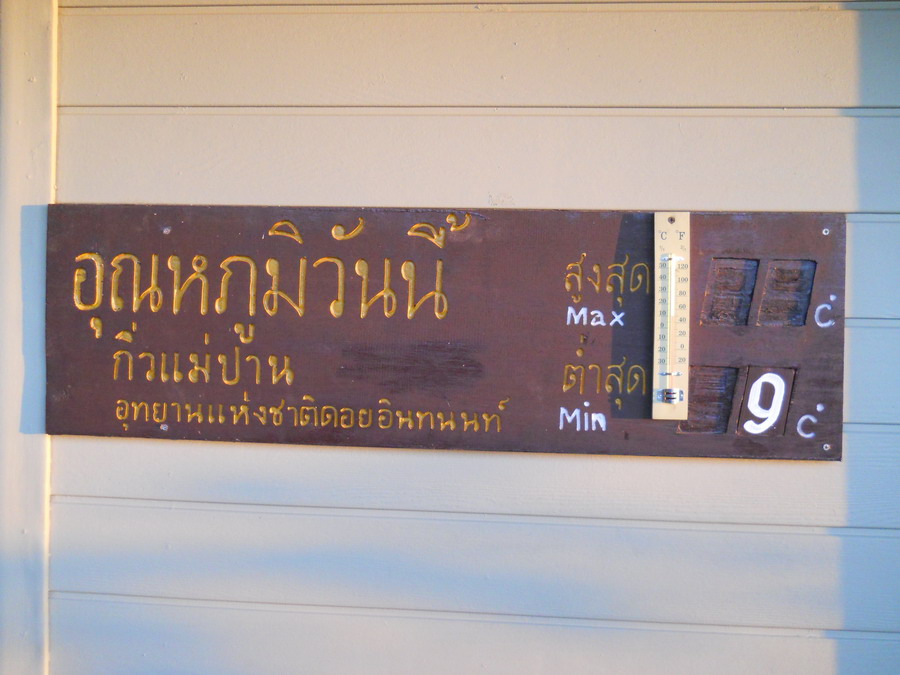 อุณหภูมิวันนี้
กิ่วแม่ปาน
อุทยานแห่งชาติดอยอินทนนท์
สูงสุด
Max
C
ต่ำสุด
Min
9 C
C F